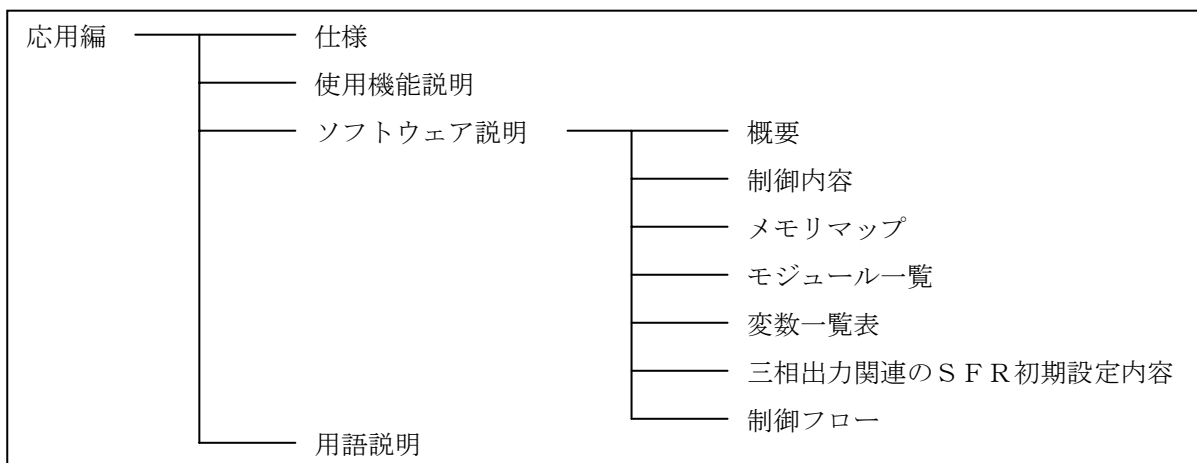 応用編 仕様
使用機能説明
ソフトウェア説明 概要
制御内容
メモリマップ
モジュール一覧
変数一覧表
三相出力関連のＳＦＲ初期設定内容
制御フロー
用語説明